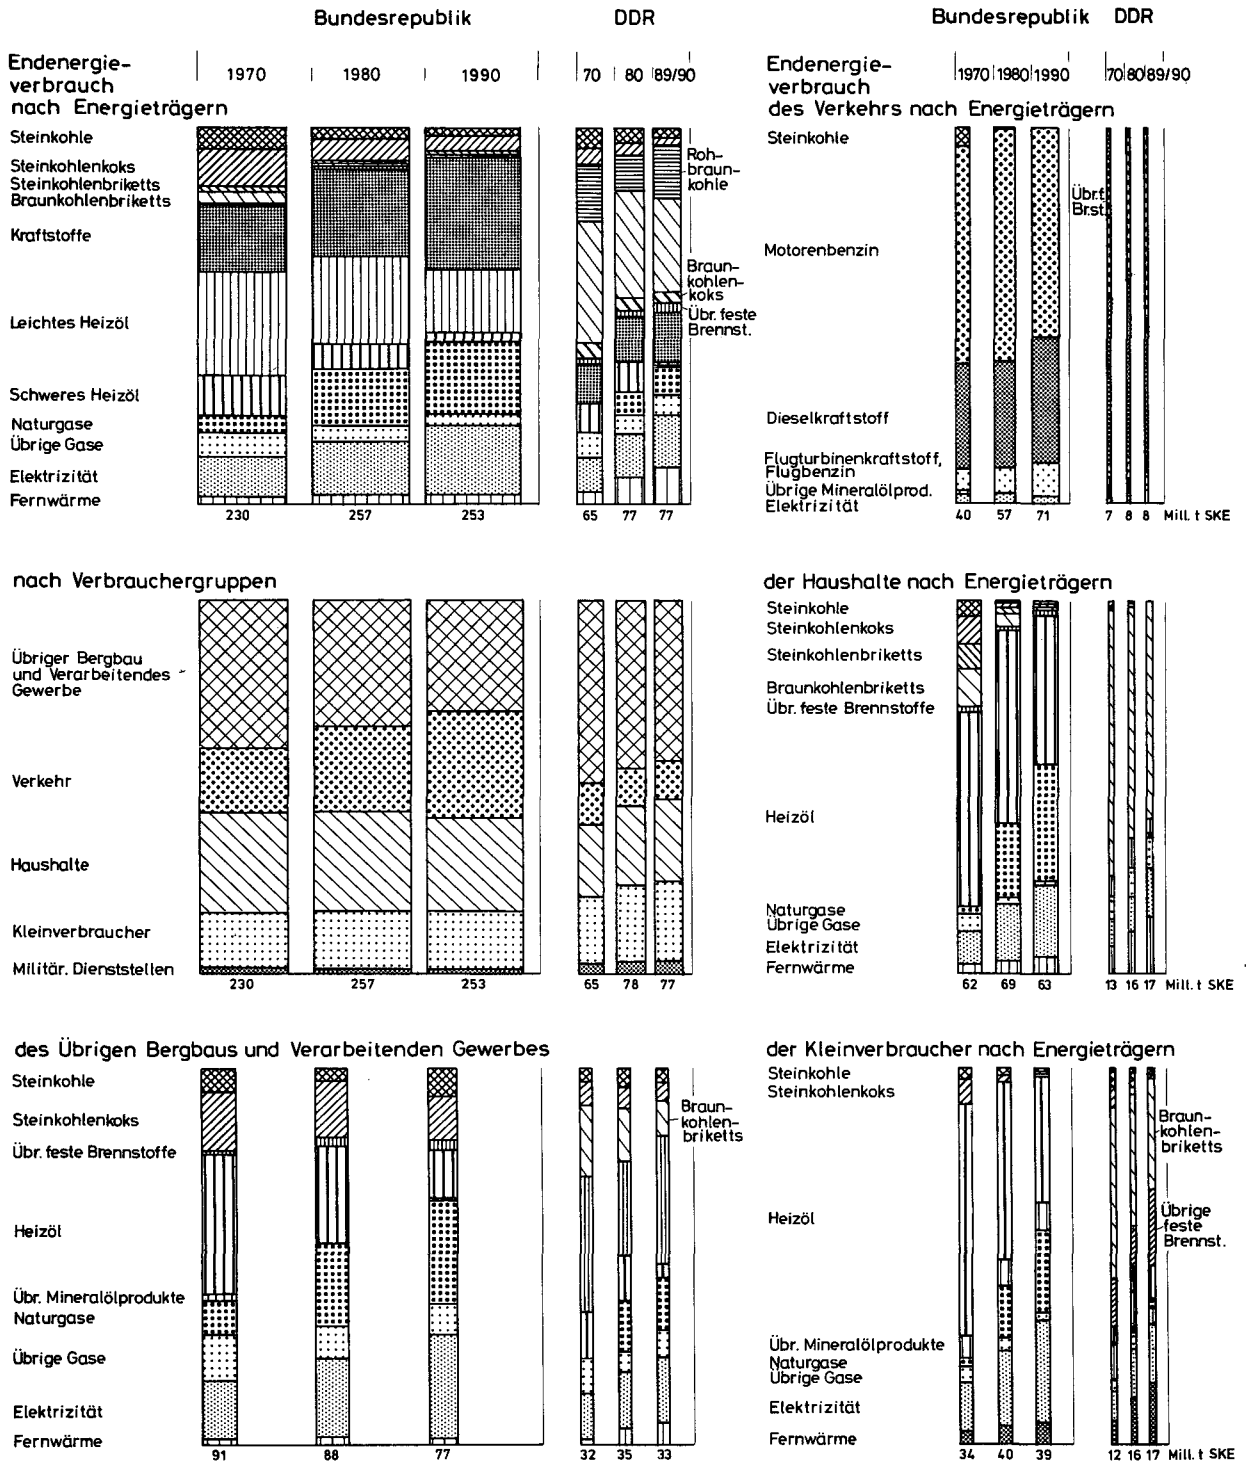 Bundesrepublik DDR
Endenergie-
verbrauch
nach Energieträgern
1970 1980 1990 70 80 89/90
Steinkohle
Steinkohlenkoks
Steinkohlenbriketts
Braunkohlenbriketts
Kraftstoffe
Leichtes Heizöl
Schweres Heizöl
Naturgase
Übrige Gase
Elektrizität
Fernwärme
Roh-
braun-
kohle
Braun-
kohlen-
koks
Übr. feste
Brennst.
230 257 253 65 77 77
Bundesrepublik DDR
Endenergie-
verbrauch
des Verkehrs nach Energieträgern
1970 1980 1990 70 80 89/90
Steinkohle
Übr.f.
Br.st.
Motorenbenzin
Dieselkraftstoff
Flugturbinenkraftstoff,
Flugbenzin
Übrige Mineralölprod.
Elektrizität
40 57 71 7 8 8 Mill. t SKE
nach Verbrauchergruppen
Übriger Bergbau
und Verarbeitendes
Gewerbe
Verkehr
Haushalte
Kleinverbraucher
Militär. Dienststellen
230 257 253 65 78 77
der Haushalte nach Energieträgern
Steinkohle
Steinkohlenkoks
Steinkohlenbriketts
Braunkohlenbriketts
Übr. feste Brennstoffe
Heizöl
Naturgase
Übrige Gase
Elektrizität
Fernwärme
62 69 63 13 16 17 Mill. t SKE
des Übrigen Bergbaus und Verarbeitenden Gewerbes
Steinkohle
Steinkohlenkoks
Übr. feste Brennstoffe
Heizöl
Übr. Mineralölprodukte
Naturgase
Übrige Gase
Elektrizität
Fernwärme
Braun-
kohlen-
briketts
91 88 77 32 35 33
der Kleinverbraucher nach Energieträgern
Steinkohle
Steinkohlenkoks
Heizöl
Übr. Mineralölprodukte
Naturgase
Übrige Gase
Elektrizität
Fernwärme
Braun-
kohlen-
briketts
Übrige
feste
Brennst.
34 40 39 12 16 17 Mill. t SKE